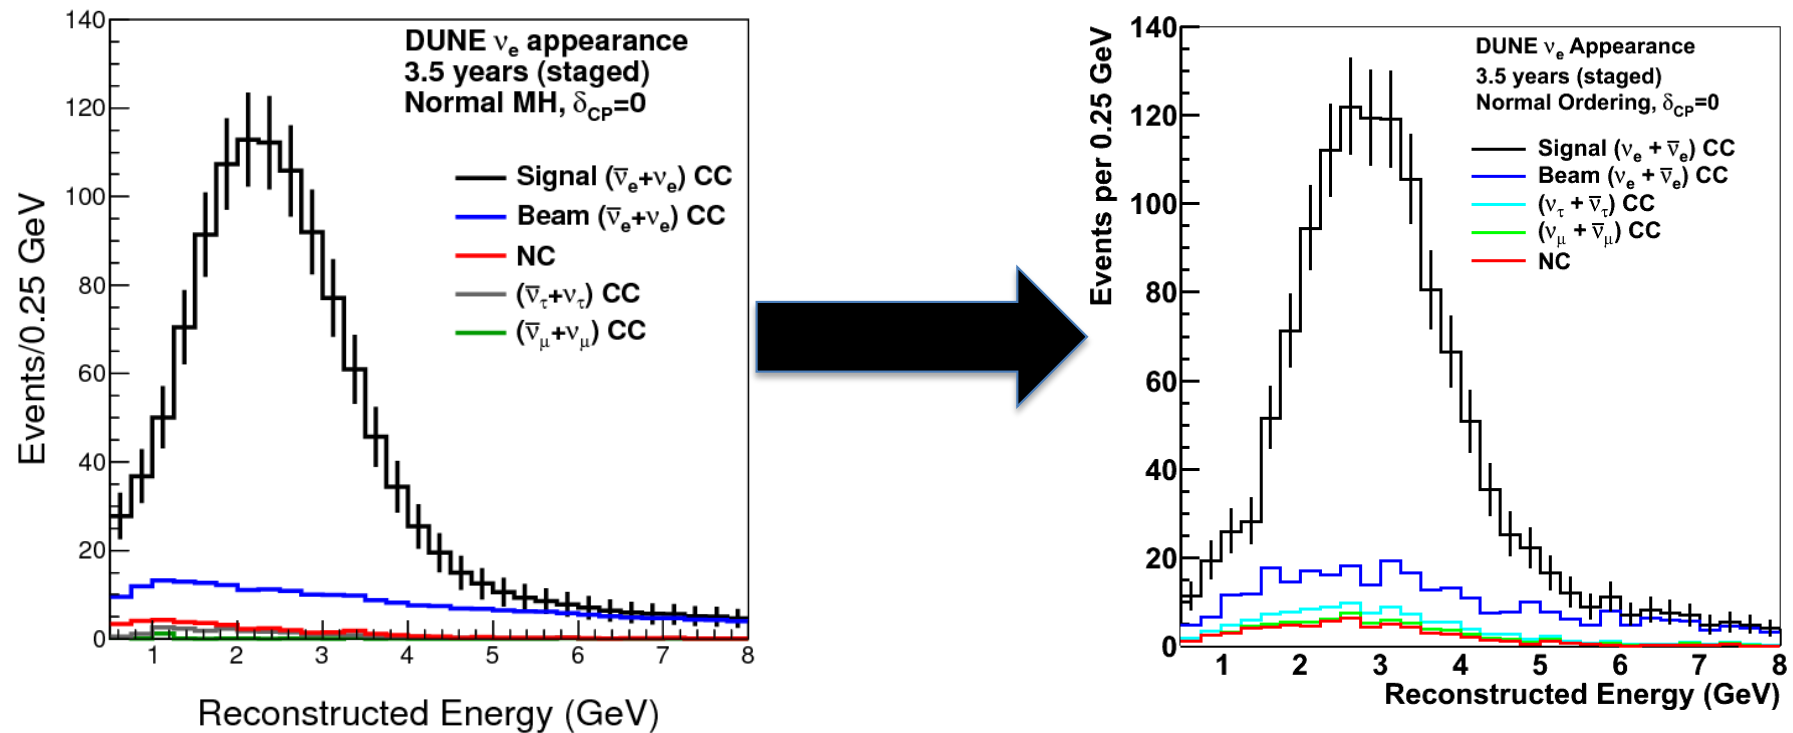 DUNE νe appearance
3.5 years (staged)
Normal MH, δCP=0
Signal (ν̅e+νe) CC
Beam (ν̅e+νe) CC
NC
(ν̅τ+ντ) CC
(ν̅μ+νμ) CC
Events/0.25 GeV
140
120
100
80
60
40
20
0
1 2 3 4 5 6 7 8
Reconstructed Energy (GeV)
DUNE νe Appearance
3.5 years (staged)
Normal Ordering, δCP=0
Signal (νe + ν̅e) CC
Beam (νe + ν̅e) CC
(ντ + ν̅τ) CC
(νμ + ν̅μ) CC
NC
Events per 0.25 GeV
140
120
100
80
60
40
20
0
1 2 3 4 5 6 7 8
Reconstructed Energy (GeV)